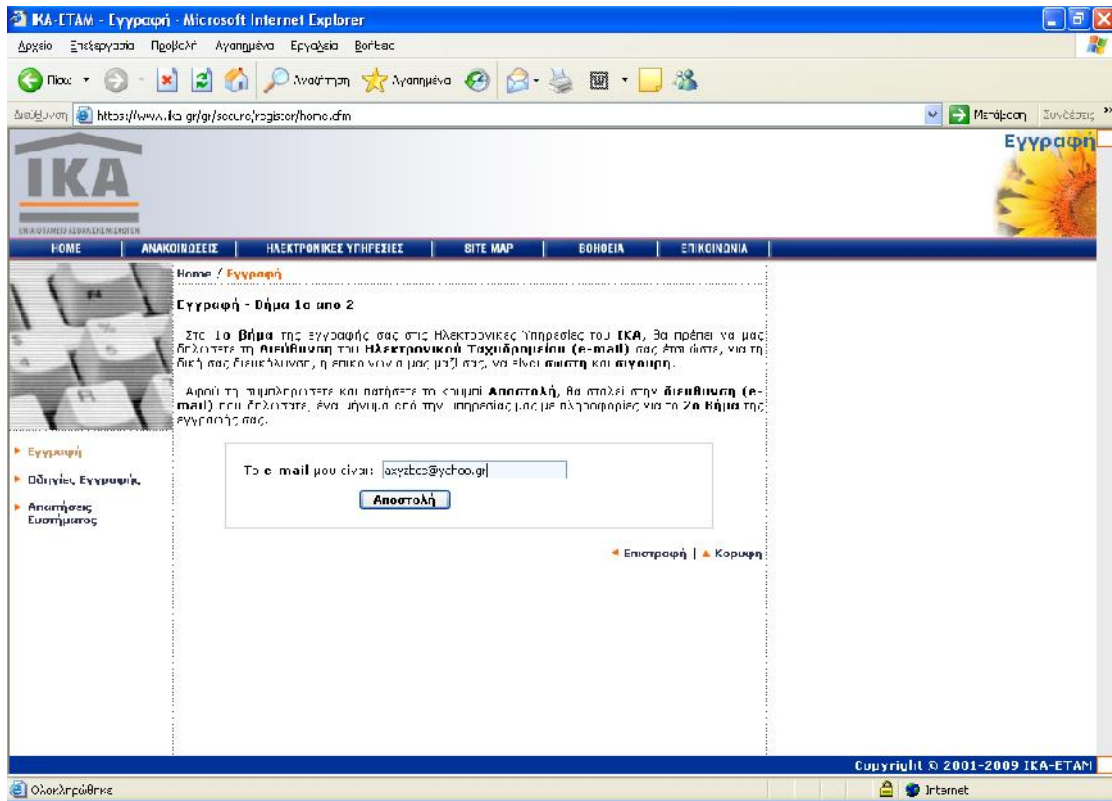 IKA-ETAM - Εγγραφή - Microsoft Internet Explorer
Αρχείο Επεξεργασία Προβολή Αγαπημένα Εργαλεία Βοήθεια
Πίσω Αναζήτηση Αγαπημένα
Διεύθυνση https://www.ika.gr/gr/secure/register/home.cfm Μετάβαση Συνδέσεις »
Εγγραφή
IKA
HOME | ΑΝΑΚΟΙΝΩΣΕΙΣ | ΗΛΕΚΤΡΟΝΙΚΕΣ ΥΠΗΡΕΣΙΕΣ | SITE MAP | ΒΟΗΘΕΙΑ | ΕΠΙΚΟΙΝΩΝΙΑ |
Home / Εγγραφή
Εγγραφή - Βήμα 1ο από 2
Στο 1ο βήμα της εγγραφής σας στις Ηλεκτρονικές Υπηρεσίες του ΙΚΑ, θα πρέπει να μας
δηλώσετε τη διεύθυνση του Ηλεκτρονικού Ταχυδρομείου (e-mail) σας έτσι ώστε, για τη
δική σας διευκόλυνση, η επικοινωνία μας μαζί σας, να είναι σωστή και σίγουρη.
Αφού τη συμπληρώσετε και πατήσετε το κουμπί Αποστολή, θα σταλεί στην διεύθυνση (e-
mail) που δηλώσατε, ένα μήνυμα από την υπηρεσία μας με πληροφορίες για το 2ο Βήμα της
εγγραφής σας.
Εγγραφή
Οδηγίες Εγγραφής
Απαιτήσεις
Συστήματος
Το e-mail μου είναι:
Αποστολή
Επιστροφή | Κορυφή
Copyright © 2001-2009 IKA-ETAM
Ολοκληρώθηκε Internet